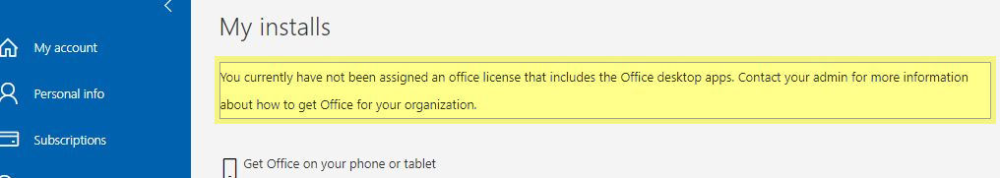 My installs
My account
You currently have not been assigned an office license that includes the Office desktop apps. Contact your admin for more information
about how to get Office for your organization.
Personal info
Subscriptions
Get Office on your phone or tablet